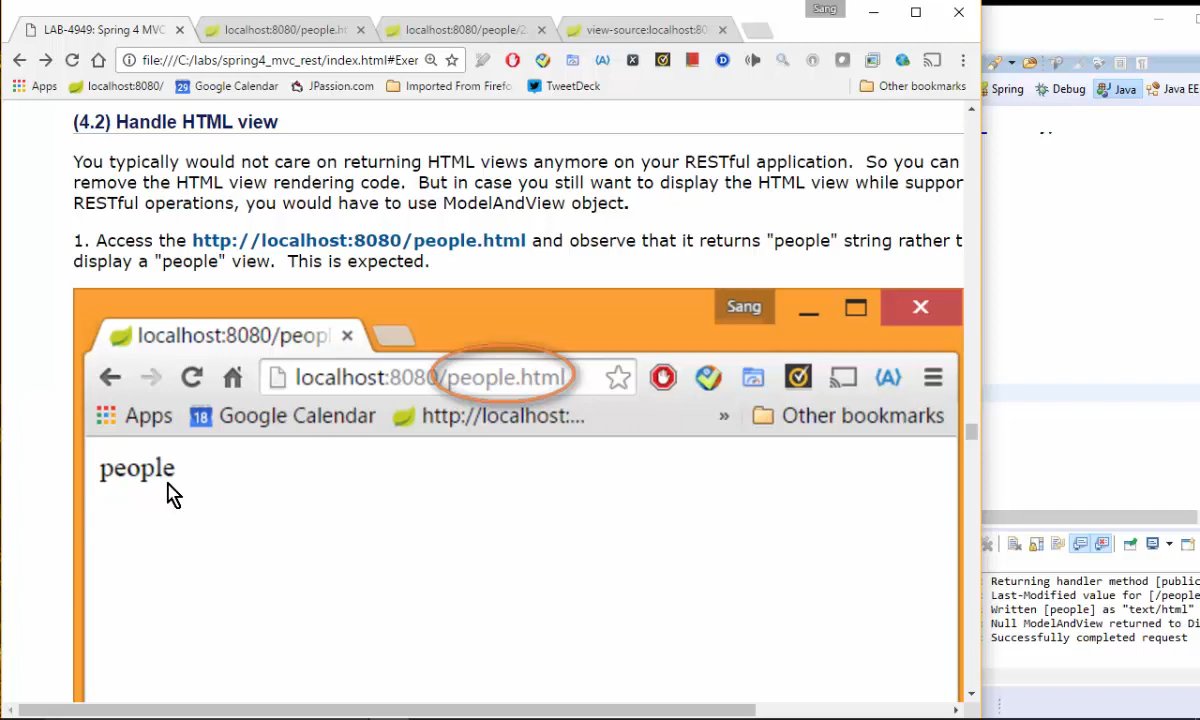 Sang
LAB-4949: Spring 4 MVC
localhost:8080/people.ht
localhost:8080/people/2
view-source:localhost:80
file:///C:/labs/spring4_mvc_rest/index.html#Exer
Apps
localhost:8080/
29
Google Calendar
JPassion.com
Imported From Firefo
TweetDeck
Other bookmarks
Spring
Debug
Java
Java EE
(4.2) Handle HTML view
You typically would not care on returning HTML views anymore on your RESTful application. So you can
remove the HTML view rendering code. But in case you still want to display the HTML view while suppor
RESTful operations, you would have to use ModelAndView object.
1. Access the http://localhost:8080/people.html and observe that it returns "people" string rather t
display a "people" view. This is expected.
Sang
localhost:8080/peopl
localhost:8080/people.html
Apps
18
Google Calendar
http://localhost:...
»
Other bookmarks
people
Returning handler method [public
Last-Modified value for [/people
Written [people] as "text/html"
Null ModelAndView returned to Di
Successfully completed request